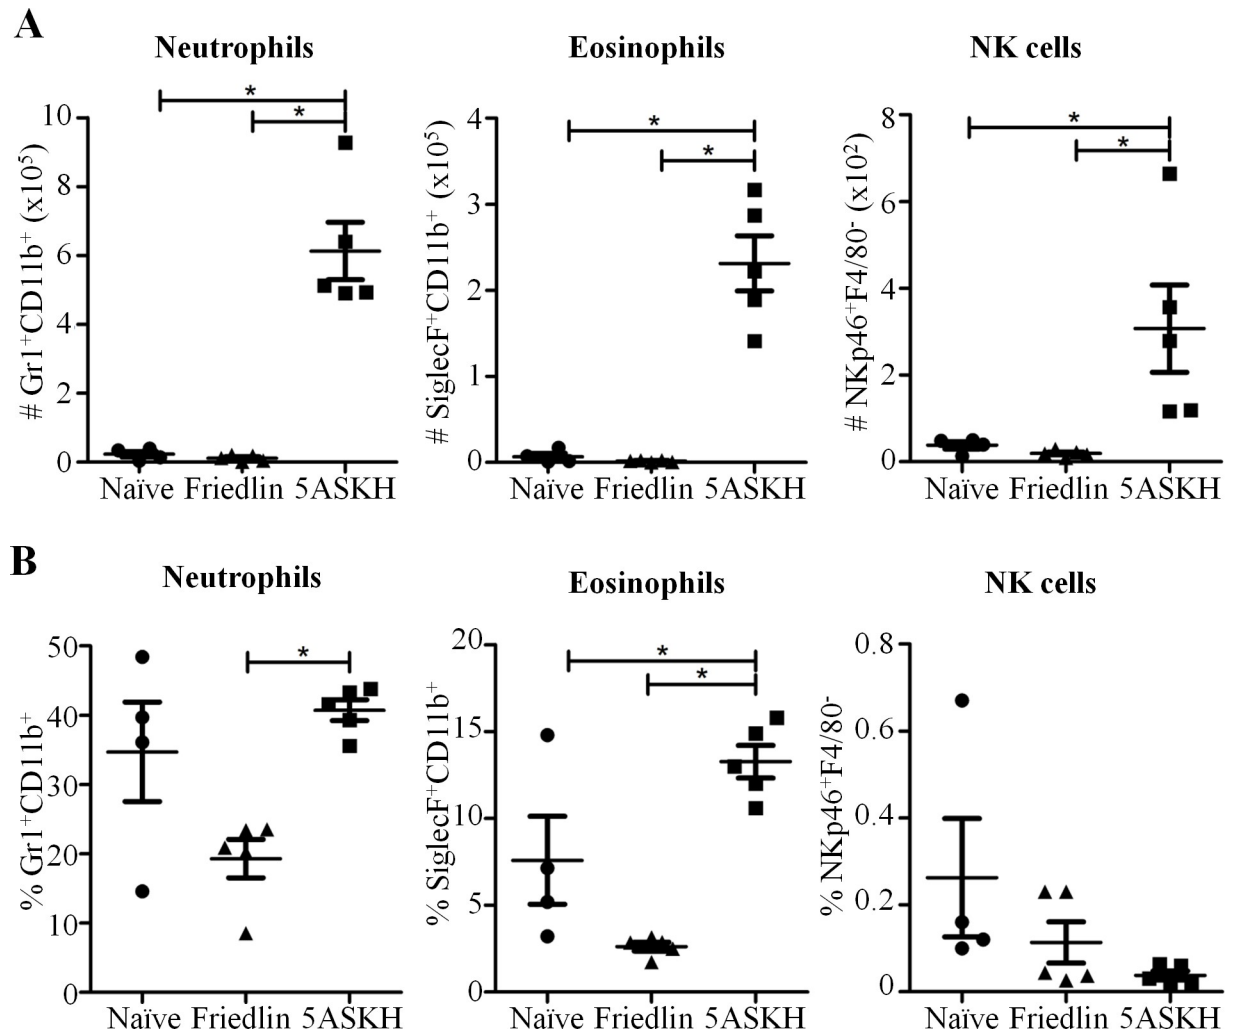 A
Neutrophils
Eosinophils
NK cells
# Gr1⁺CD11b⁺ (x10⁵)
10
8
6
4
2
0
*
*
Naïve Friedlin 5ASKH
# SiglecF⁺CD11b⁺ (x10⁵)
4
3
2
1
0
*
*
Naïve Friedlin 5ASKH
# NKp46⁺F4/80⁻ (x10²)
8
6
4
2
0
*
*
Naïve Friedlin 5ASKH
B
Neutrophils
Eosinophils
NK cells
% Gr1⁺CD11b⁺
50
40
30
20
10
0
*
Naïve Friedlin 5ASKH
% SiglecF⁺CD11b⁺
20
15
10
5
0
*
*
Naïve Friedlin 5ASKH
% NKp46⁺F4/80⁻
0.8
0.6
0.4
0.2
0
Naïve Friedlin 5ASKH